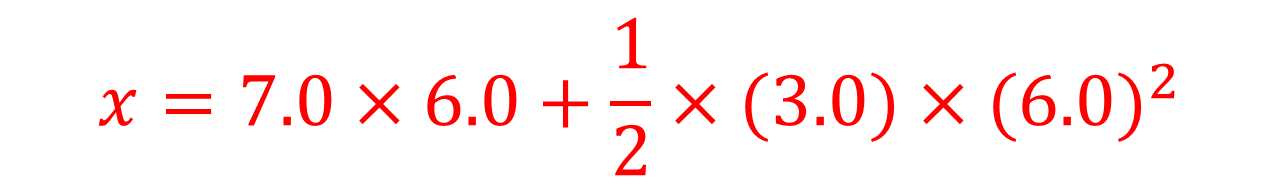 x = 7.0 × 6.0 + 1/2 × (3.0) × (6.0)²